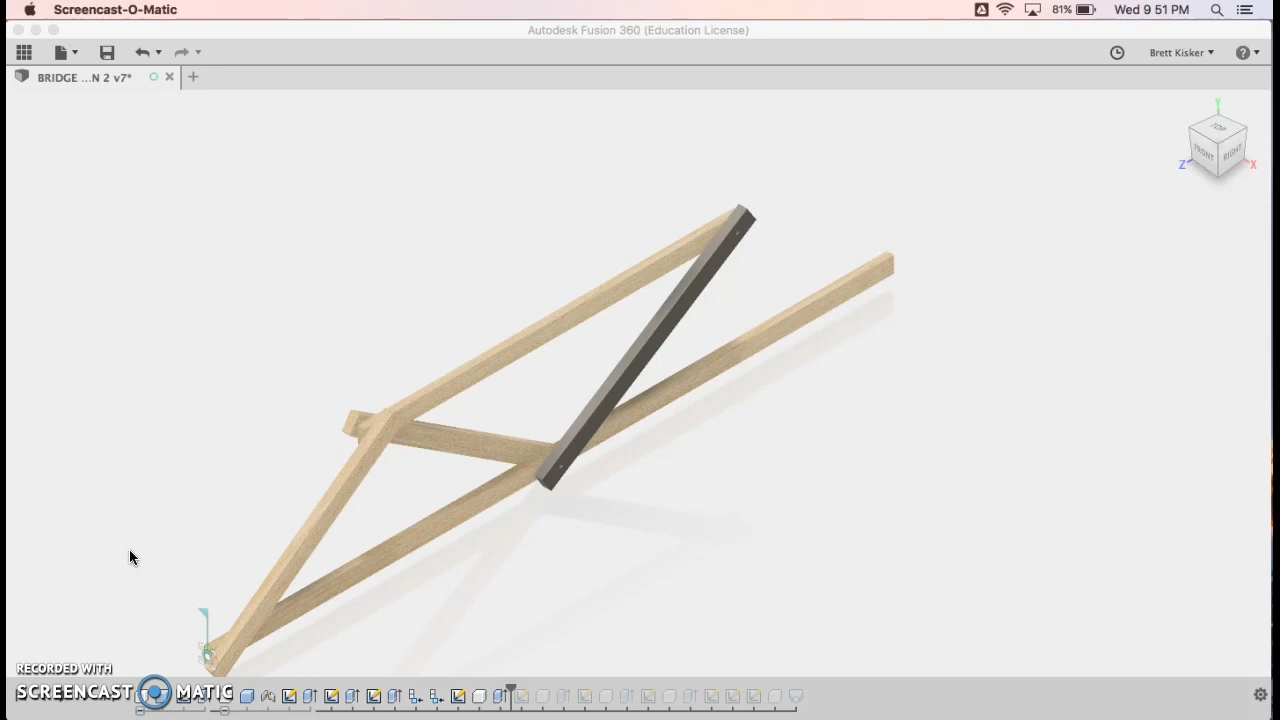 Screencast-O-Matic
81%
Wed 9 51 PM
Autodesk Fusion 360 (Education License)
Brett Kisker
?
BRIDGE ...N 2 v7*
Y
TOP
FRONT
RIGHT
Z
X
RECORDED WITH
SCREENCAST MATIC